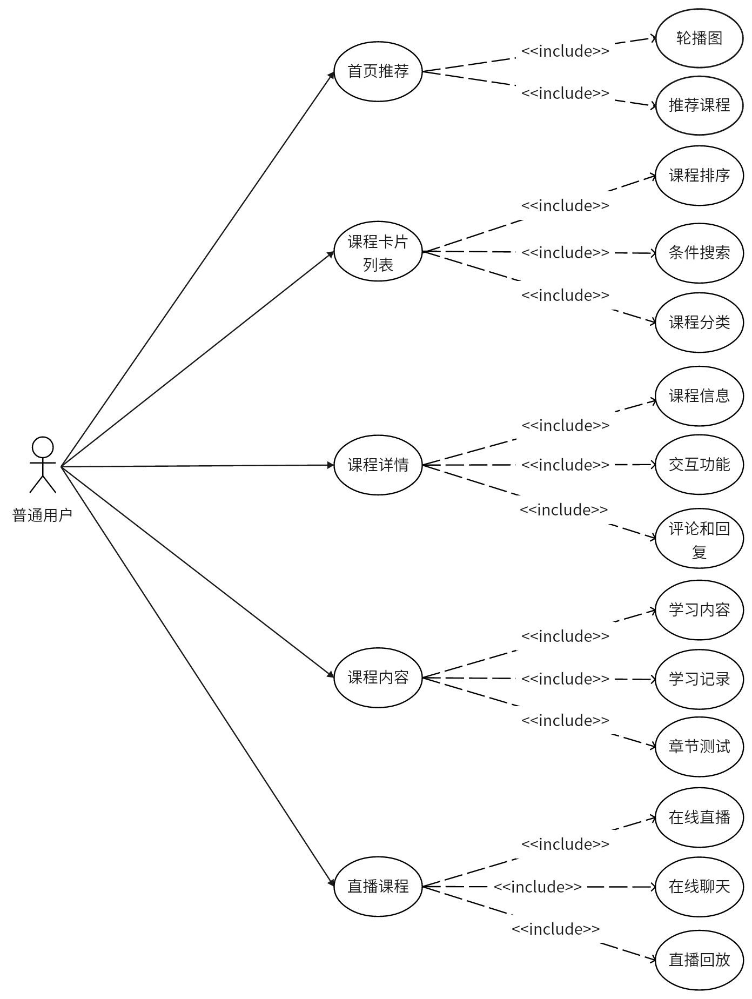 轮播图
<<include>>
首页推荐
<<include>>
推荐课程
课程排序
<<include>>
课程卡片
列表
<<include>>
条件搜索
<<include>>
课程分类
课程信息
<<include>>
课程详情
<<include>>
交互功能
普通用户
<<include>>
评论和回
复
学习内容
<<include>>
课程内容
<<include>>
学习记录
<<include>>
章节测试
在线直播
<<include>>
直播课程
<<include>>
在线聊天
<<include>>
直播回放